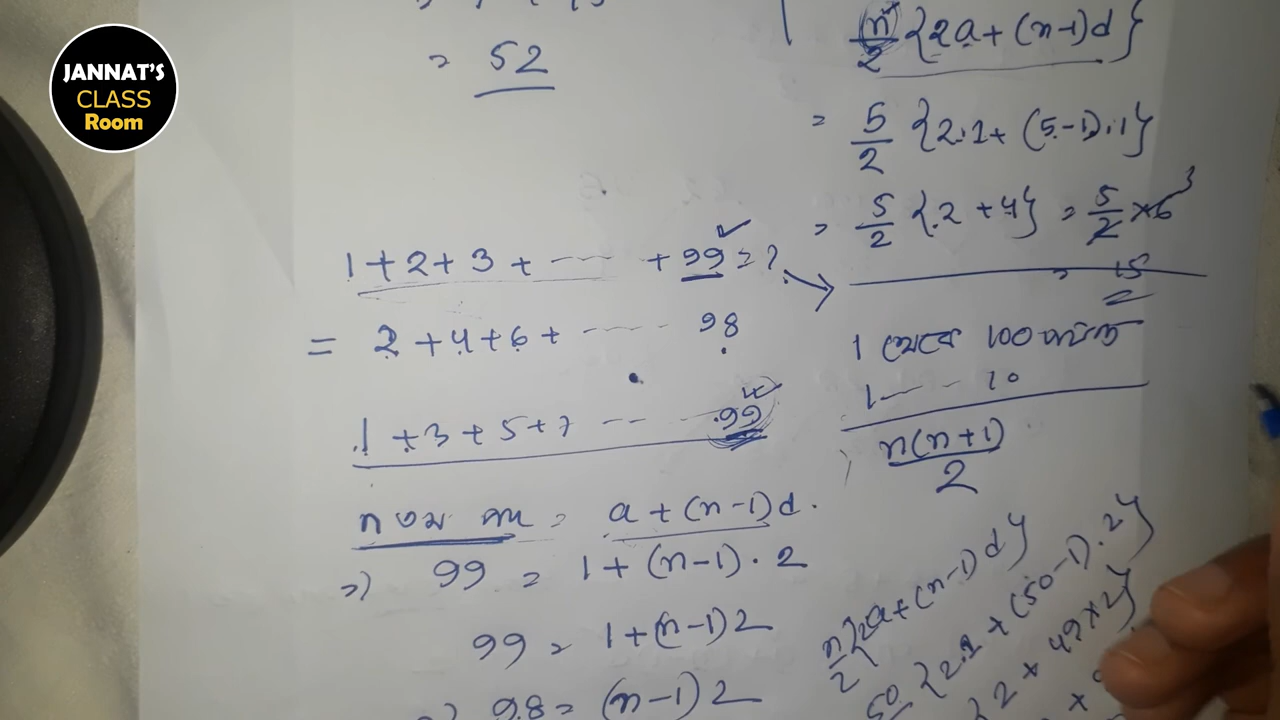 JANNAT'S
CLASS
Room
= 52
n/2 {2a + (n-1)d}
= 5/2 {2.1 + (5-1).1}
= 5/2 {2 + 4} = 5/2 × 6 3
= 15
1 + 2 + 3 + ------ + 99 = ?
= 2 + 4 + 6 + ------ 98
1 + 3 + 5 + 7 --- --- 99
1 থেকে 100 পর্যন্ত
1 --- - 10
n(n+1)/2
n তম পদ = a + (n-1)d.
=> 99 = 1 + (n-1).2
99 = 1 + (n-1)2
98 = (n-1)2
n/2 {2a + (n-1)d}
50 {2.1 + (50-1).2}
2 × 49×2}